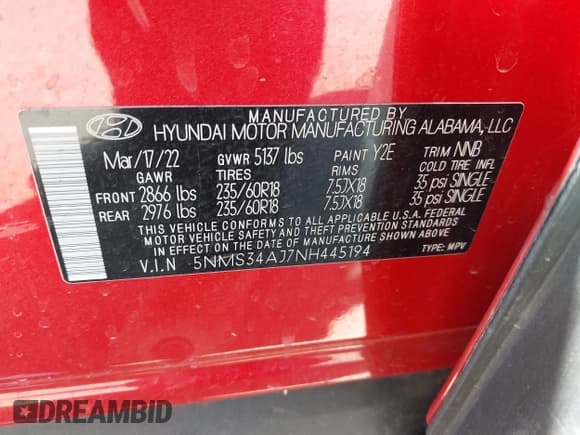 MANUFACTURED BY
HYUNDAI MOTOR MANUFACTURING ALABAMA, LLC
Mar/17/22 GVWR 5137 lbs PAINT Y2E TRIM NNB
GAWR TIRES RIMS COLD TIRE INFL
FRONT 2866 lbs 235/60R18 7.5JX18 35 psi SINGLE
REAR 2976 lbs 235/60R18 7.5JX18 35 psi SINGLE
THIS VEHICLE CONFORMS TO ALL APPLICABLE U.S.A. FEDERAL
MOTOR VEHICLE SAFETY AND THEFT PREVENTION STANDARDS
IN EFFECT ON THE DATE OF MANUFACTURE SHOWN ABOVE
V.I.N 5NMS34AJ7NH445194 TYPE: MPV
DREAMBID